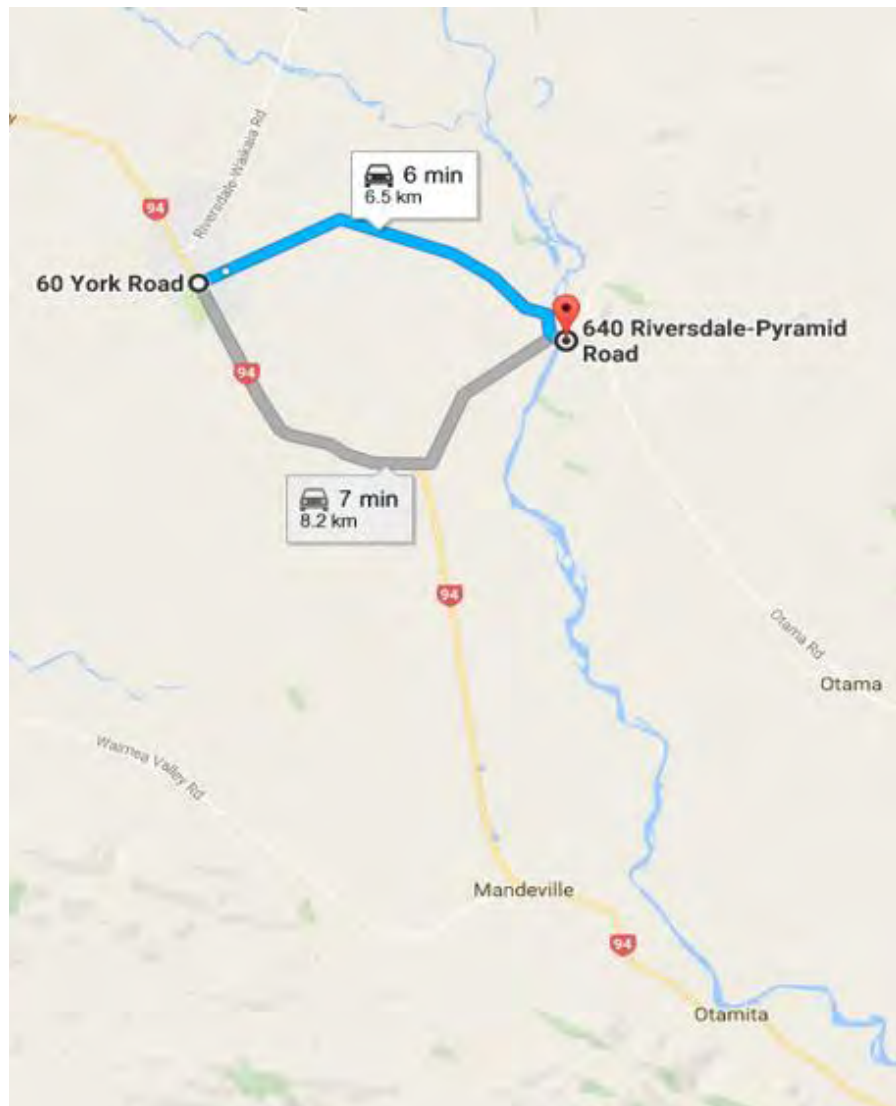 Riversdale-Waikaia Rd
94
6 min
6.5 km
60 York Road
640 Riversdale-Pyramid
Road
94
7 min
8.2 km
94
Otama Rd
Otama
Waimea Valley Rd
Mandeville
94
Otamita